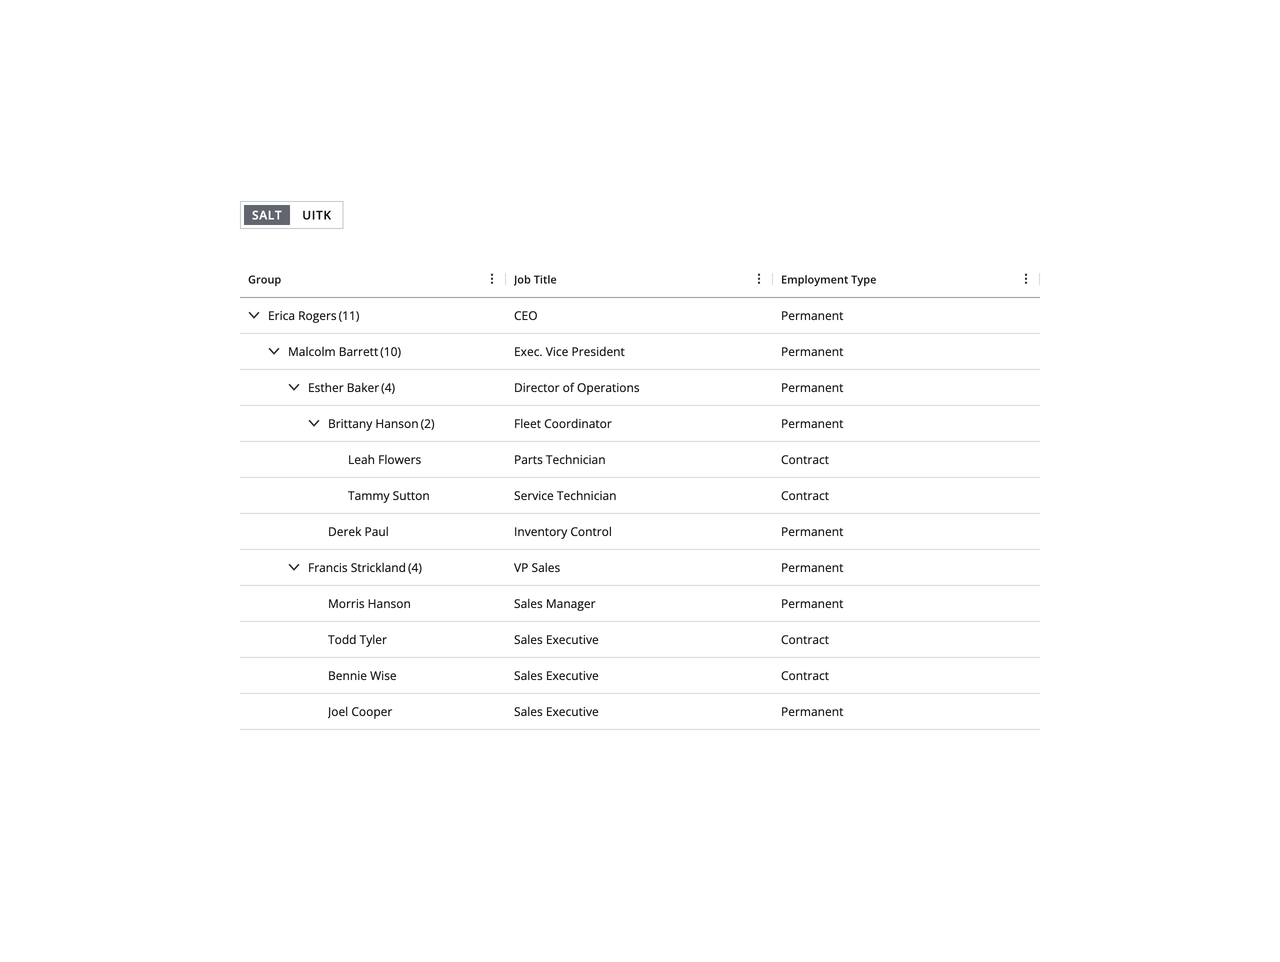 SALT UITK
Group Job Title Employment Type
Erica Rogers (11) CEO Permanent
Malcolm Barrett (10) Exec. Vice President Permanent
Esther Baker (4) Director of Operations Permanent
Brittany Hanson (2) Fleet Coordinator Permanent
Leah Flowers Parts Technician Contract
Tammy Sutton Service Technician Contract
Derek Paul Inventory Control Permanent
Francis Strickland (4) VP Sales Permanent
Morris Hanson Sales Manager Permanent
Todd Tyler Sales Executive Contract
Bennie Wise Sales Executive Contract
Joel Cooper Sales Executive Permanent